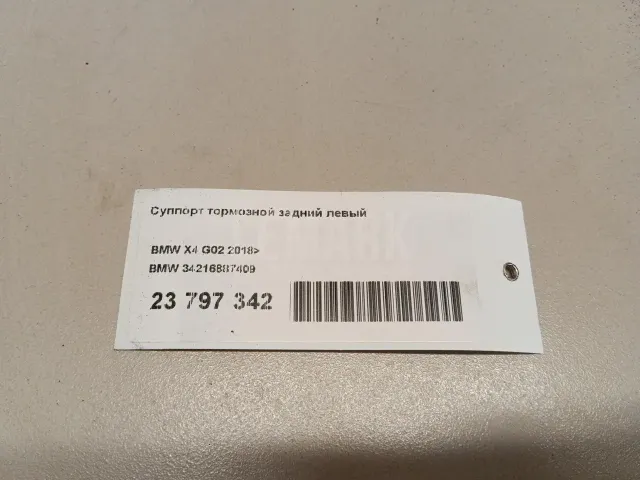 Суппорт тормозной задний левый
BMW X4 G02 2018>
BMW 34216887409
23 797 342